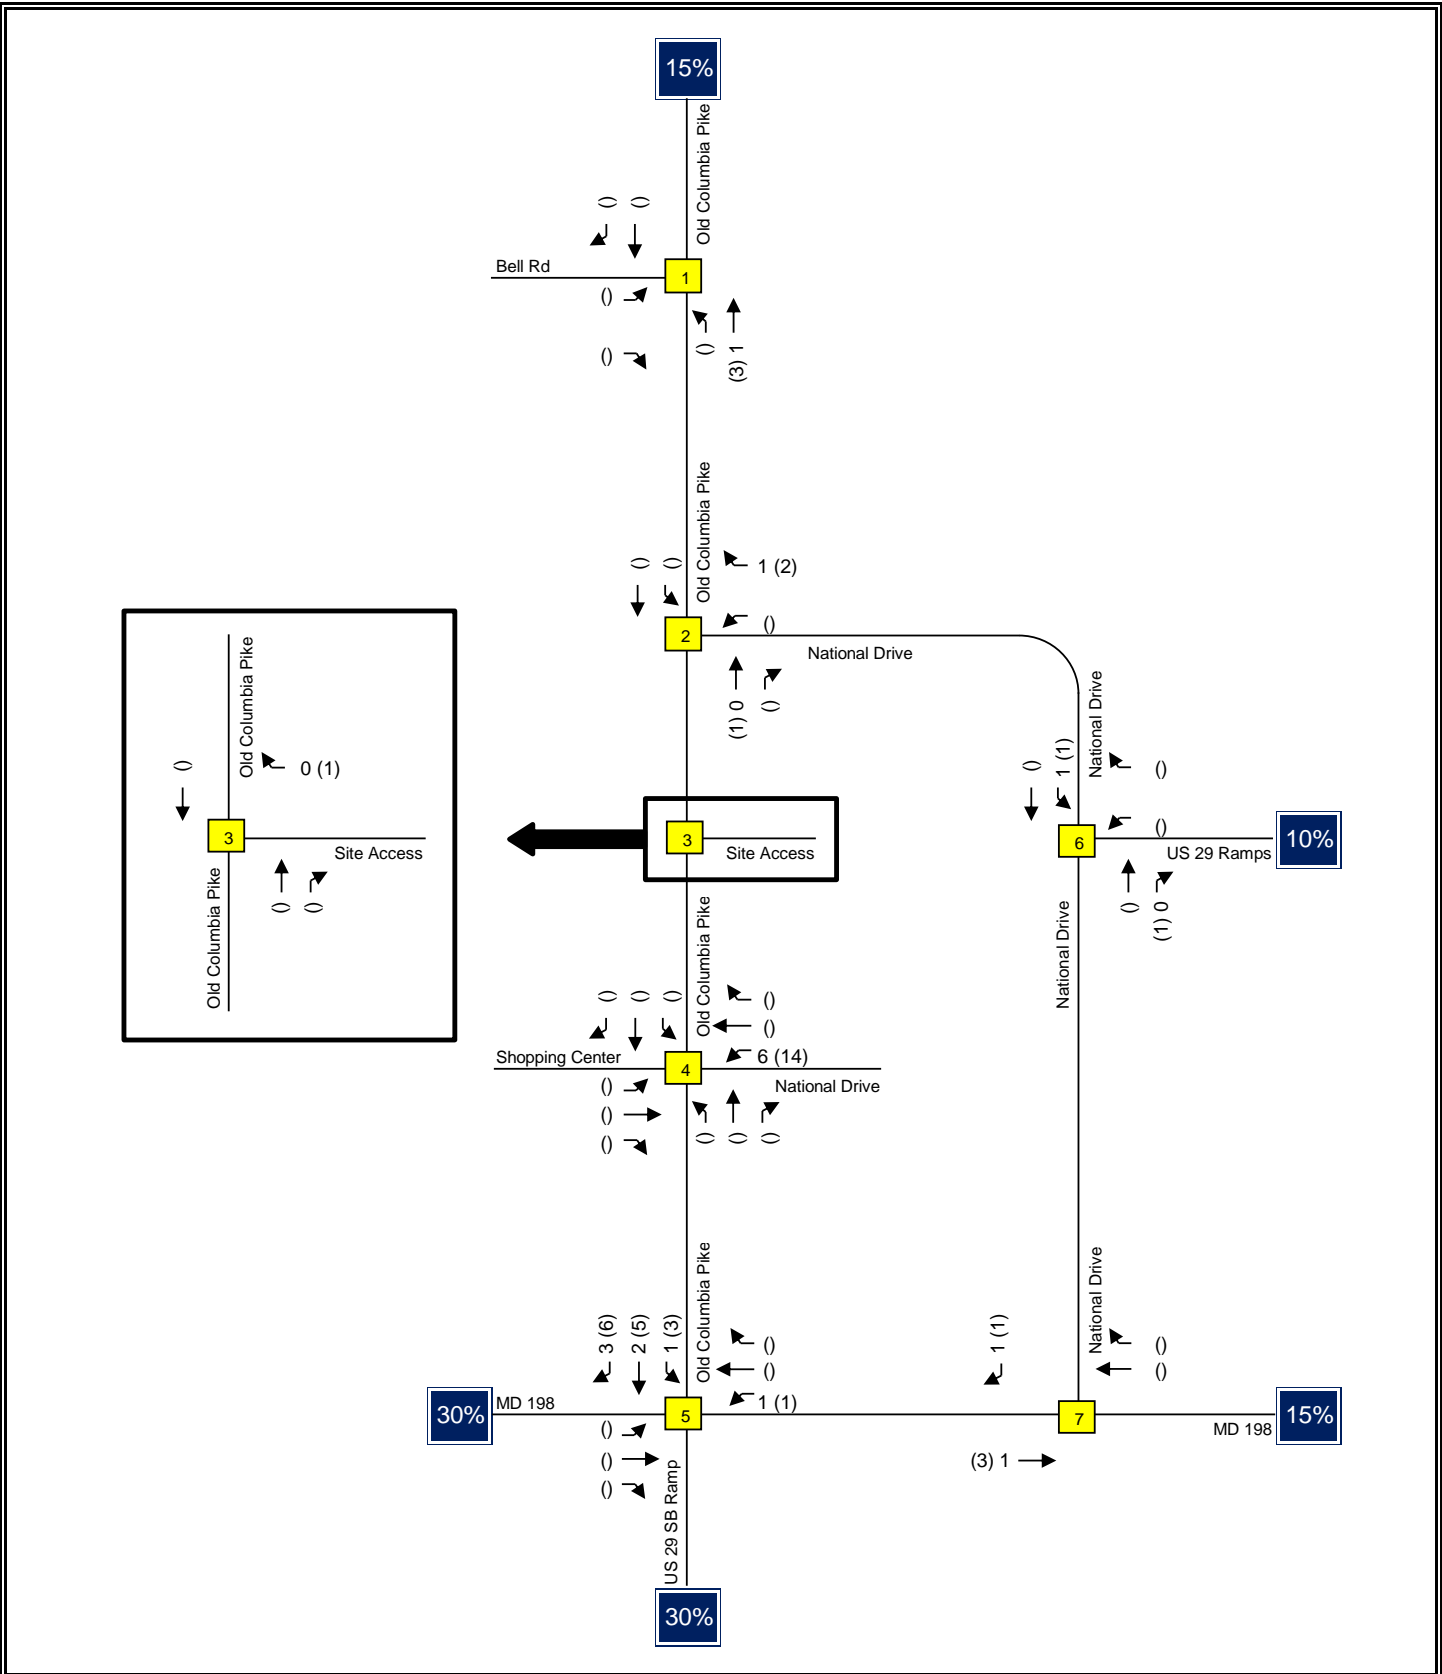 15%
Old Columbia Pike
() ()
Bell Rd
1
()
()
()
(3) 1
Old Columbia Pike
() ()
1 (2)
2
()
National Drive
(1) 0
()
Old Columbia Pike
()
0 (1)
3
Site Access
Old Columbia Pike
()
()
3
Site Access
National Drive
()
1 (1)
()
()
6
US 29 Ramps
10%
()
(1) 0
National Drive
Old Columbia Pike
() () ()
()
()
Shopping Center
4
6 (14)
National Drive
()
()
()
() () ()
Old Columbia Pike
3 (6)
2 (5)
1 (3)
()
()
30%
MD 198
5
1 (1)
()
()
()
US 29 SB Ramp
30%
National Drive
1 (1)
()
()
7
MD 198
15%
(3) 1